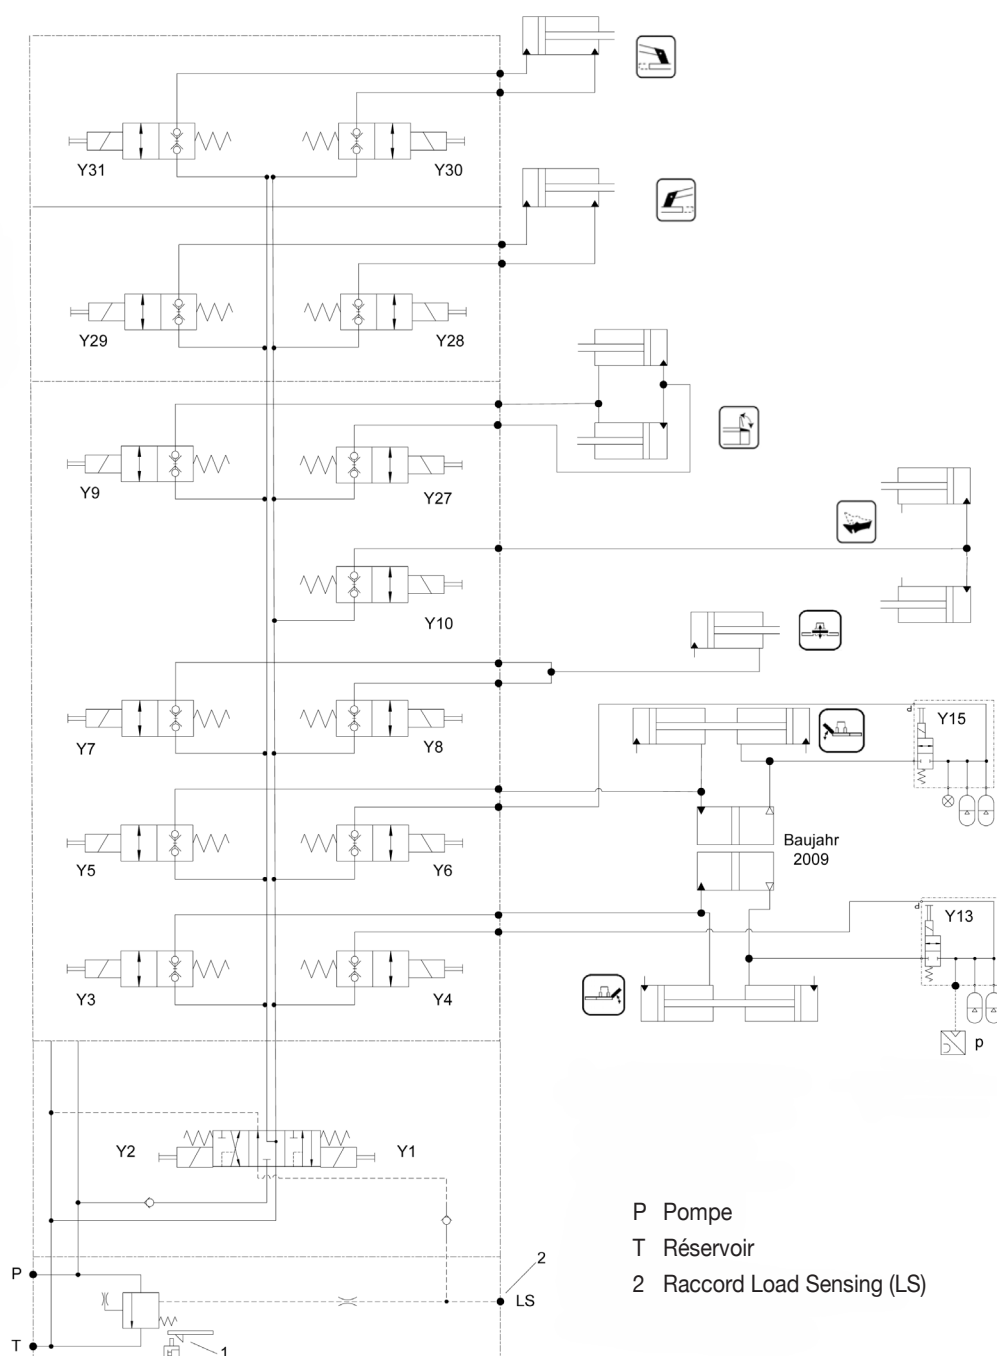 Y31
Y30
Y29
Y28
Y9
Y27
Y10
Y7
Y8
Y15
Y5
Y6
Baujahr
2009
Y13
Y3
Y4
p
Y2
Y1
P Pompe
T Réservoir
2 Raccord Load Sensing (LS)
2
P
LS
T
1